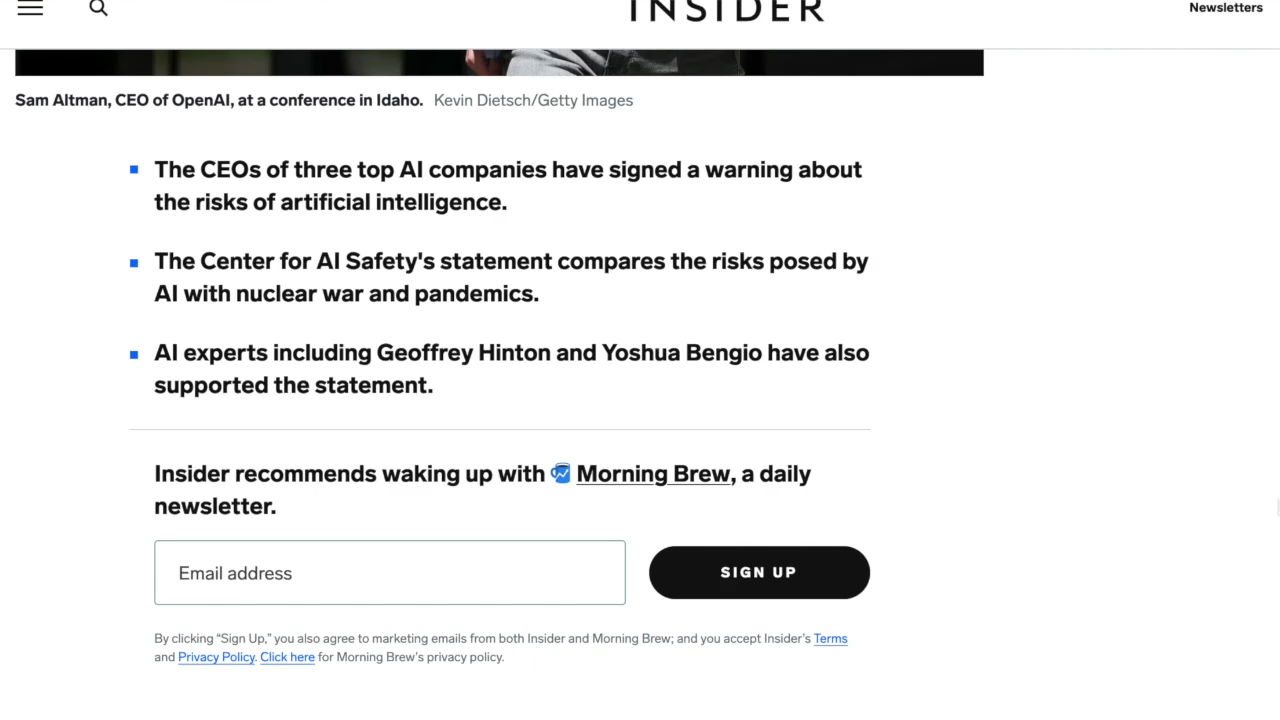 INSIDER
Newsletters
Sam Altman, CEO of OpenAI, at a conference in Idaho. Kevin Dietsch/Getty Images
The CEOs of three top AI companies have signed a warning about
the risks of artificial intelligence.
The Center for AI Safety's statement compares the risks posed by
AI with nuclear war and pandemics.
AI experts including Geoffrey Hinton and Yoshua Bengio have also
supported the statement.
Insider recommends waking up with Morning Brew, a daily
newsletter.
Email address
SIGN UP
By clicking “Sign Up,” you also agree to marketing emails from both Insider and Morning Brew; and you accept Insider’s Terms
and Privacy Policy. Click here for Morning Brew’s privacy policy.